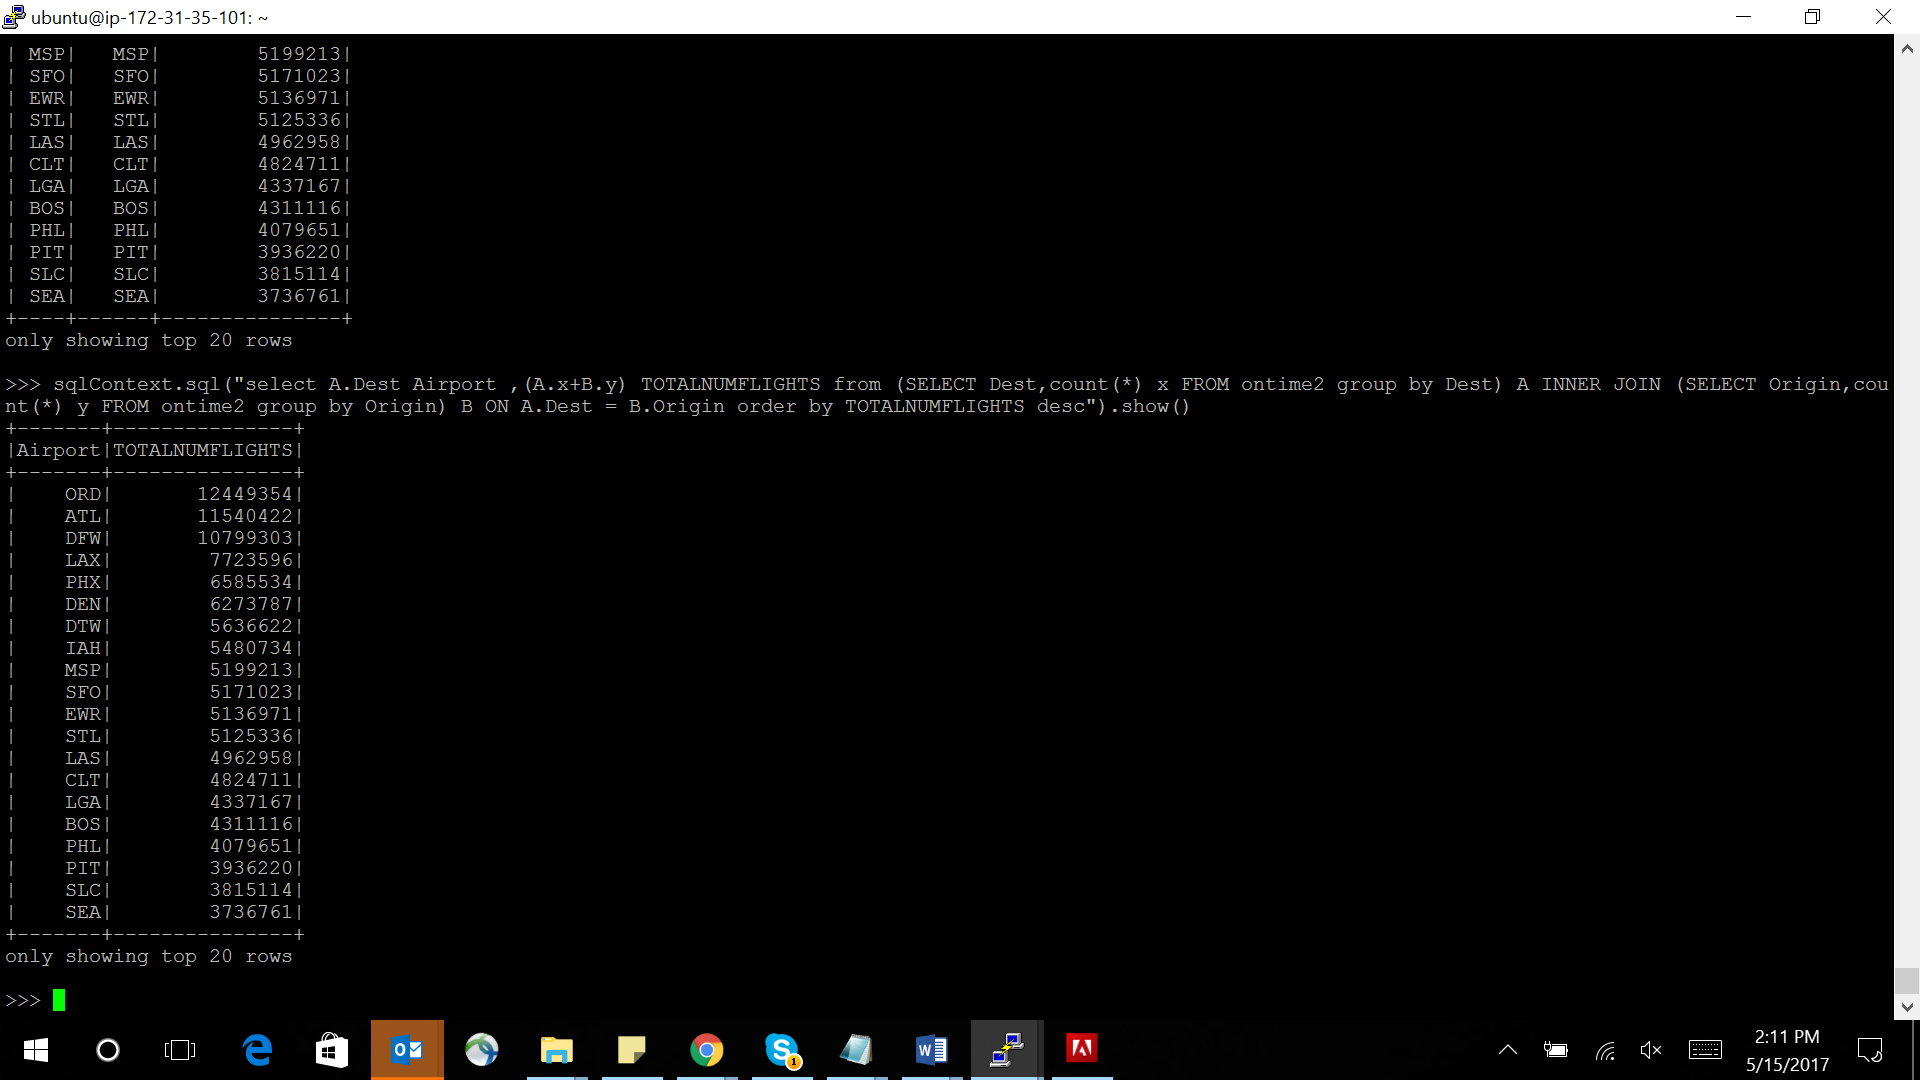 ubuntu@ip-172-31-35-101: ~
| MSP|   MSP|        5199213|
| SFO|   SFO|        5171023|
| EWR|   EWR|        5136971|
| STL|   STL|        5125336|
| LAS|   LAS|        4962958|
| CLT|   CLT|        4824711|
| LGA|   LGA|        4337167|
| BOS|   BOS|        4311116|
| PHL|   PHL|        4079651|
| PIT|   PIT|        3936220|
| SLC|   SLC|        3815114|
| SEA|   SEA|        3736761|
+----+------+---------------+
only showing top 20 rows
>>> sqlContext.sql("select A.Dest Airport ,(A.x+B.y) TOTALNUMFLIGHTS from (SELECT Dest,count(*) x FROM ontime2 group by Dest) A INNER JOIN (SELECT Origin,cou
nt(*) y FROM ontime2 group by Origin) B ON A.Dest = B.Origin order by TOTALNUMFLIGHTS desc").show()
+-------+---------------+
|Airport|TOTALNUMFLIGHTS|
+-------+---------------+
|    ORD|       12449354|
|    ATL|       11540422|
|    DFW|       10799303|
|    LAX|        7723596|
|    PHX|        6585534|
|    DEN|        6273787|
|    DTW|        5636622|
|    IAH|        5480734|
|    MSP|        5199213|
|    SFO|        5171023|
|    EWR|        5136971|
|    STL|        5125336|
|    LAS|        4962958|
|    CLT|        4824711|
|    LGA|        4337167|
|    BOS|        4311116|
|    PHL|        4079651|
|    PIT|        3936220|
|    SLC|        3815114|
|    SEA|        3736761|
+-------+---------------+
only showing top 20 rows
>>>
2:11 PM
5/15/2017